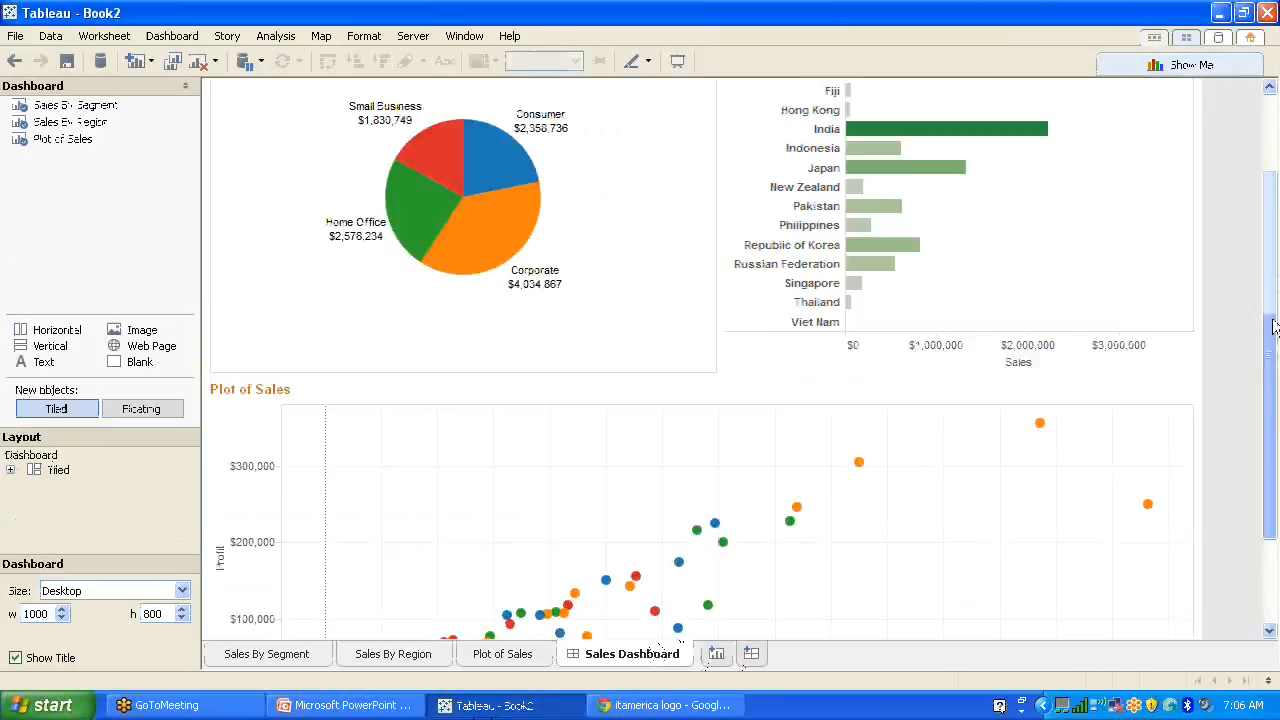 Tableau - Book2
File Data Worksheet Dashboard Story Analysis Map Format Server Window Help
Abc
Show Me
Dashboard
Sales By Segment
Sales By Region
Plot of Sales
Horizontal Image
Vertical Web Page
Text Blank
New objects:
Tiled Floating
Layout
Dashboard
Tiled
Dashboard
Size: Desktop
w 1000 h 800
Show Title
Small Business
$1,830,749
Consumer
$2,358,736
Home Office
$2,578,234
Corporate
$4,034,867
Fiji
Hong Kong
India
Indonesia
Japan
New Zealand
Pakistan
Philippines
Republic of Korea
Russian Federation
Singapore
Thailand
Viet Nam
$0 $1,000,000 $2,000,000 $3,000,000
Sales
Plot of Sales
$300,000
$200,000
$100,000
Profit
Sales By Segment Sales By Region Plot of Sales Sales Dashboard
start GoToMeeting Microsoft PowerPoint ... Tableau - Book2 itamerica logo - Googl... 7:06 AM